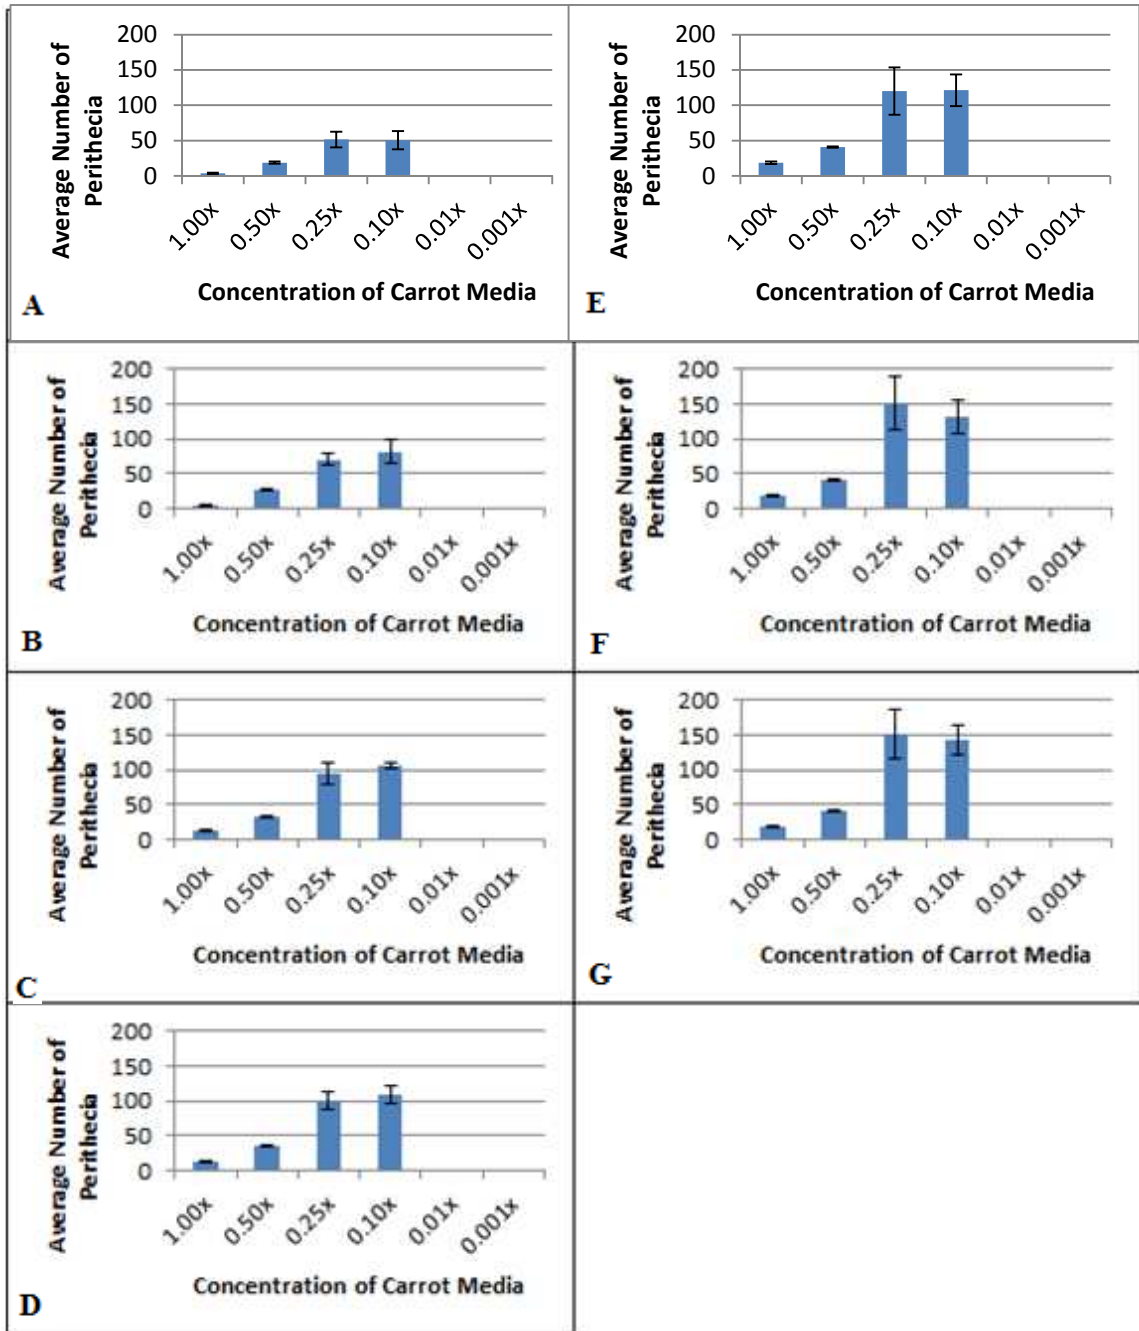 Average Number of
Perithecia
200
150
100
50
0
1.00x
0.50x
0.25x
0.10x
0.01x
0.001x
Concentration of Carrot Media
A
Average Number of
Perithecia
200
150
100
50
0
1.00x
0.50x
0.25x
0.10x
0.01x
0.001x
Concentration of Carrot Media
E
Average Number of
Perithecia
200
150
100
50
0
1.00x
0.50x
0.25x
0.10x
0.01x
0.001x
Concentration of Carrot Media
B
Average Number of
Perithecia
200
150
100
50
0
1.00x
0.50x
0.25x
0.10x
0.01x
0.001x
Concentration of Carrot Media
F
Average Number of
Perithecia
200
150
100
50
0
1.00x
0.50x
0.25x
0.10x
0.01x
0.001x
Concentration of Carrot Media
C
Average Number of
Perithecia
200
150
100
50
0
1.00x
0.50x
0.25x
0.10x
0.01x
0.001x
Concentration of Carrot Media
G
Average Number of
Perithecia
200
150
100
50
0
1.00x
0.50x
0.25x
0.10x
0.01x
0.001x
Concentration of Carrot Media
D